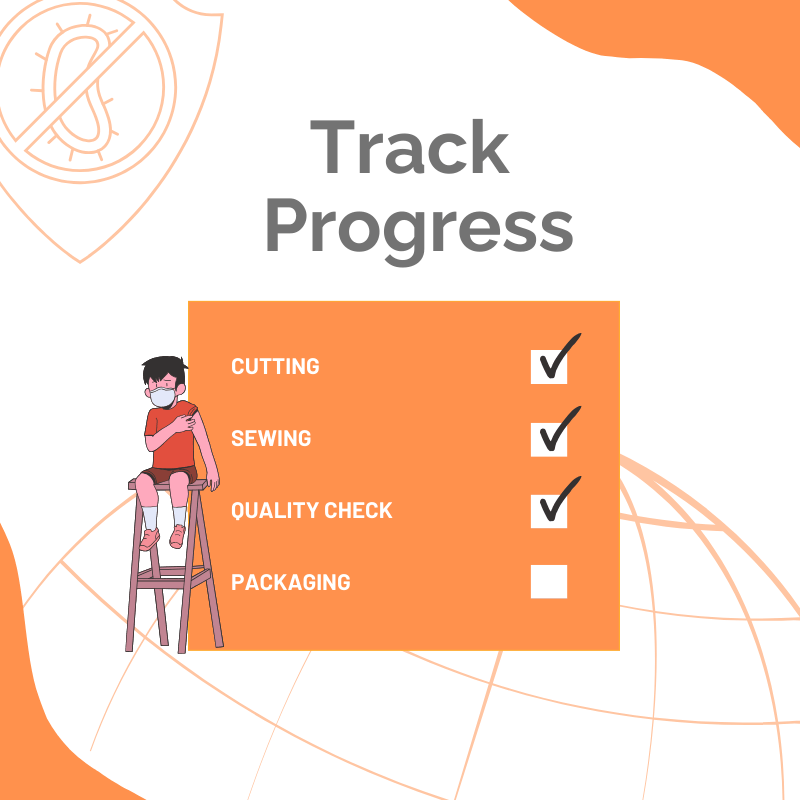 Track
Progress
CUTTING
SEWING
QUALITY CHECK
PACKAGING